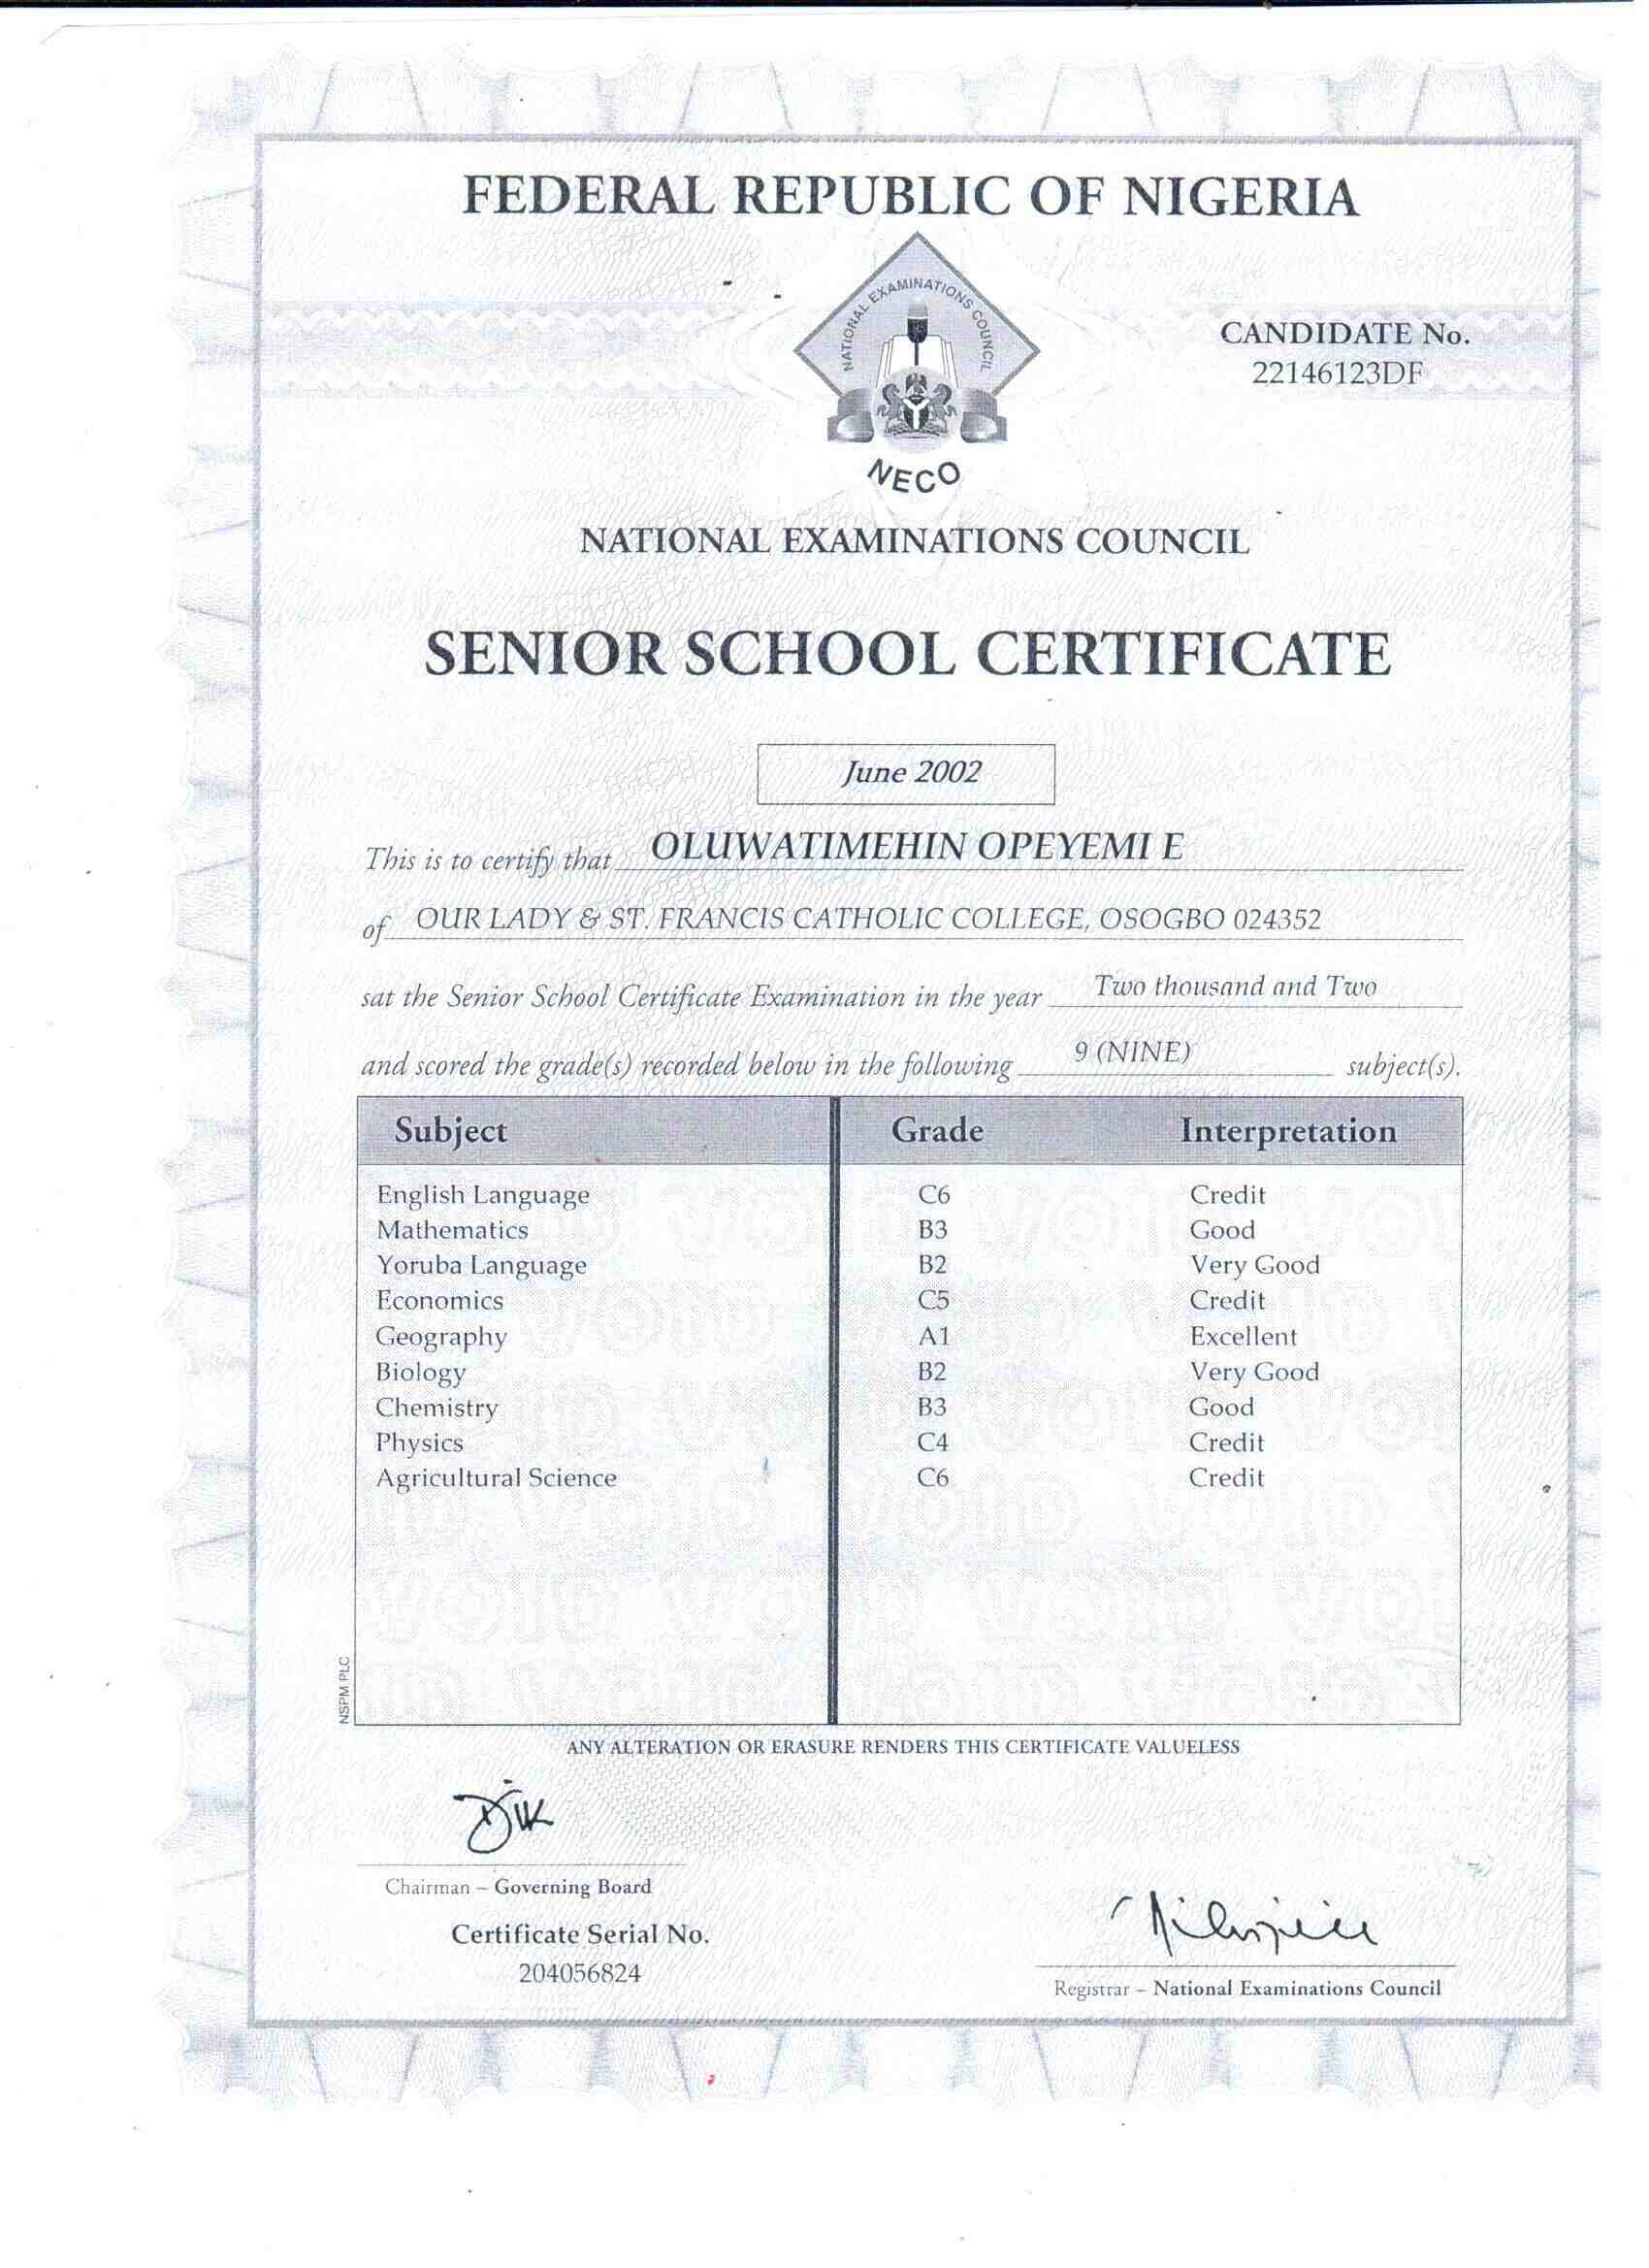 FEDERAL REPUBLIC OF NIGERIA
NATIONAL EXAMINATIONS COUNCIL
NECO
CANDIDATE No.
22146123DF
NATIONAL EXAMINATIONS COUNCIL
SENIOR SCHOOL CERTIFICATE
June 2002
This is to certify that OLUWATIMEHIN OPEYEMI E
of OUR LADY & ST. FRANCIS CATHOLIC COLLEGE, OSOGBO 024352
sat the Senior School Certificate Examination in the year Two thousand and Two
and scored the grade(s) recorded below in the following 9 (NINE) subject(s).
Subject Grade Interpretation
English Language C6 Credit
Mathematics B3 Good
Yoruba Language B2 Very Good
Economics C5 Credit
Geography A1 Excellent
Biology B2 Very Good
Chemistry B3 Good
Physics C4 Credit
Agricultural Science C6 Credit
NSPM PLC
ANY ALTERATION OR ERASURE RENDERS THIS CERTIFICATE VALUELESS
Chairman – Governing Board
Certificate Serial No.
204056824
Registrar – National Examinations Council